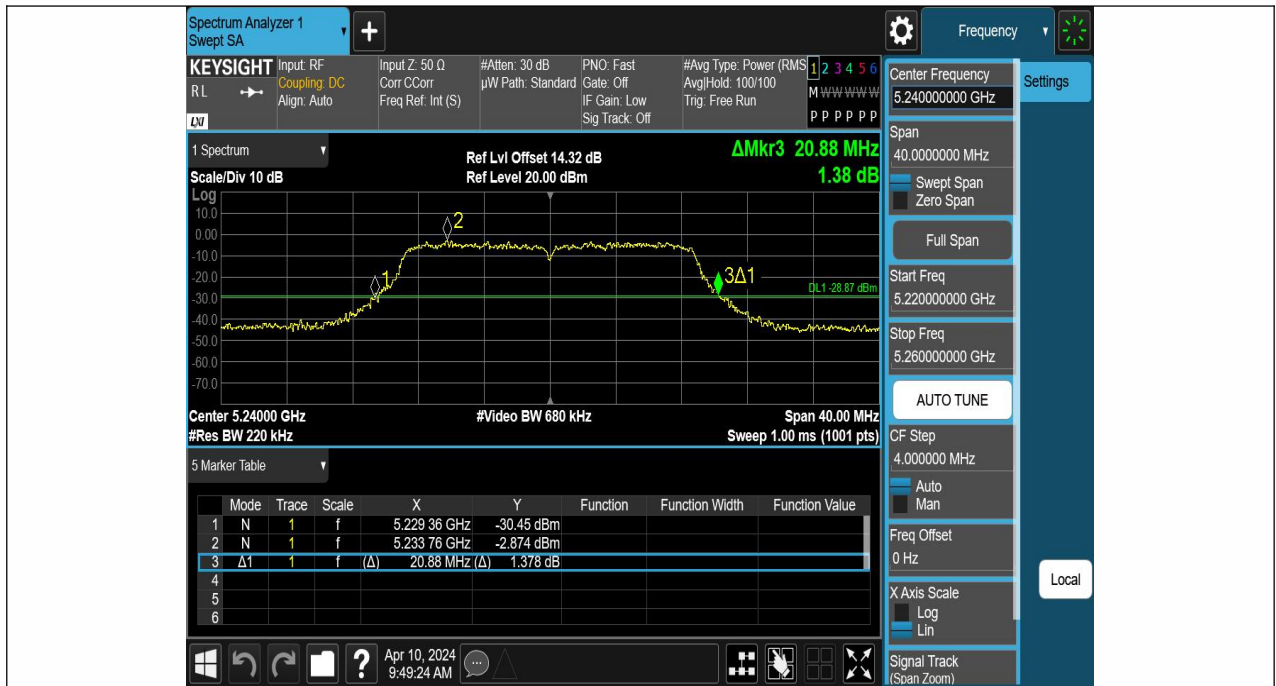 Spectrum Analyzer 1
Swept SA
+
Frequency
KEYSIGHT
RL
LXI
Input: RF
Coupling: DC
Align: Auto
Input Z: 50 Ω
Corr CCorr
Freq Ref: Int (S)
#Atten: 30 dB
µW Path: Standard
PNO: Fast
Gate: Off
IF Gain: Low
Sig Track: Off
#Avg Type: Power (RMS
Avg|Hold: 100/100
Trig: Free Run
1 2 3 4 5 6
M W W W W W
P P P P P P
1 Spectrum
Scale/Div 10 dB
Ref Lvl Offset 14.32 dB
Ref Level 20.00 dBm
ΔMkr3 20.88 MHz
1.38 dB
Log
10.0
0.00
-10.0
-20.0
-30.0
-40.0
-50.0
-60.0
-70.0
2
1
3Δ1
DL1 -28.87 dBm
Center 5.24000 GHz
#Video BW 680 kHz
Span 40.00 MHz
#Res BW 220 kHz
Sweep 1.00 ms (1001 pts)
5 Marker Table
Mode Trace Scale X Y Function Function Width Function Value
1 N 1 f 5.229 36 GHz -30.45 dBm
2 N 1 f 5.233 76 GHz -2.874 dBm
3 Δ1 1 f (Δ) 20.88 MHz (Δ) 1.378 dB
4
5
6
?
Apr 10, 2024
9:49:24 AM
Center Frequency
5.240000000 GHz
Settings
Span
40.0000000 MHz
Swept Span
Zero Span
Full Span
Start Freq
5.220000000 GHz
Stop Freq
5.260000000 GHz
AUTO TUNE
CF Step
4.000000 MHz
Auto
Man
Freq Offset
0 Hz
Local
X Axis Scale
Log
Lin
Signal Track
(Span Zoom)